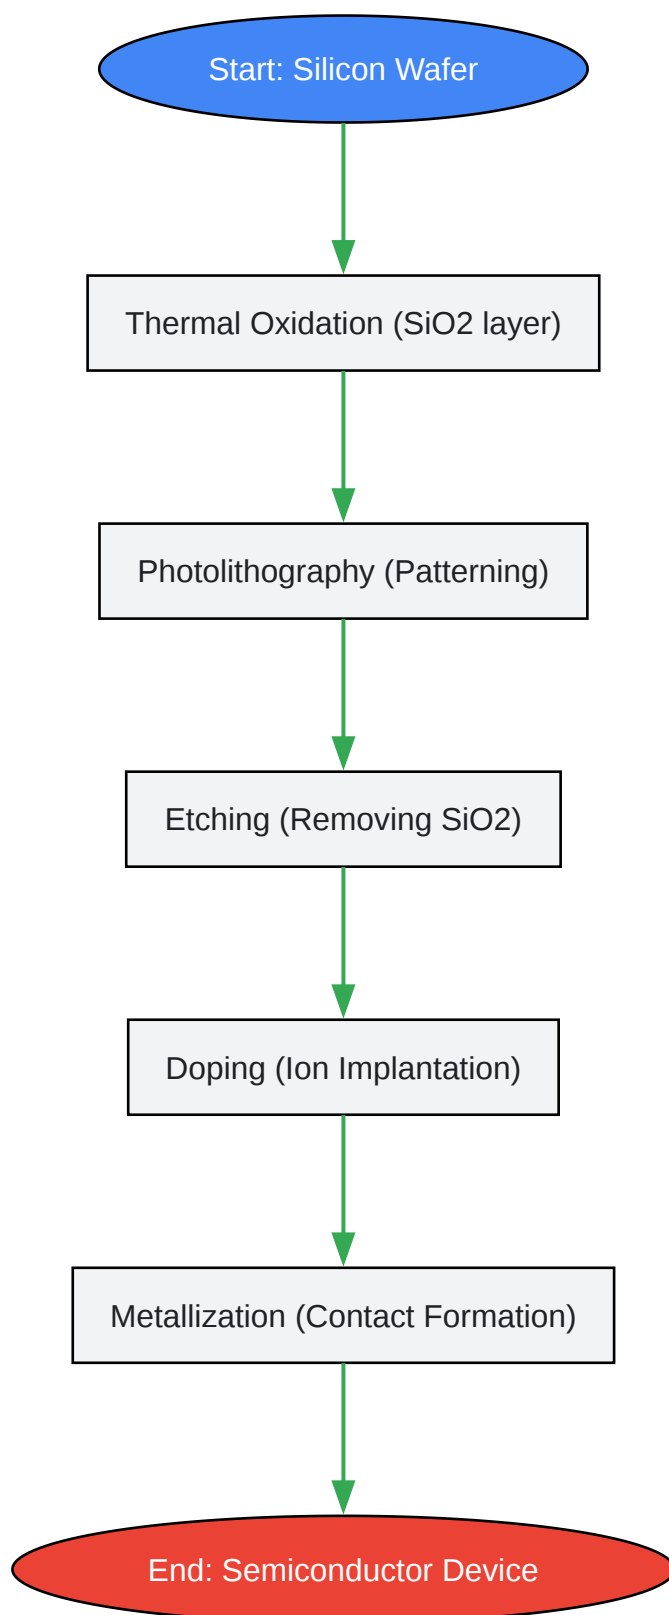 Start: Silicon Wafer
Thermal Oxidation (SiO2 layer)
Photolithography (Patterning)
Etching (Removing SiO2)
Doping (Ion Implantation)
Metallization (Contact Formation)
End: Semiconductor Device